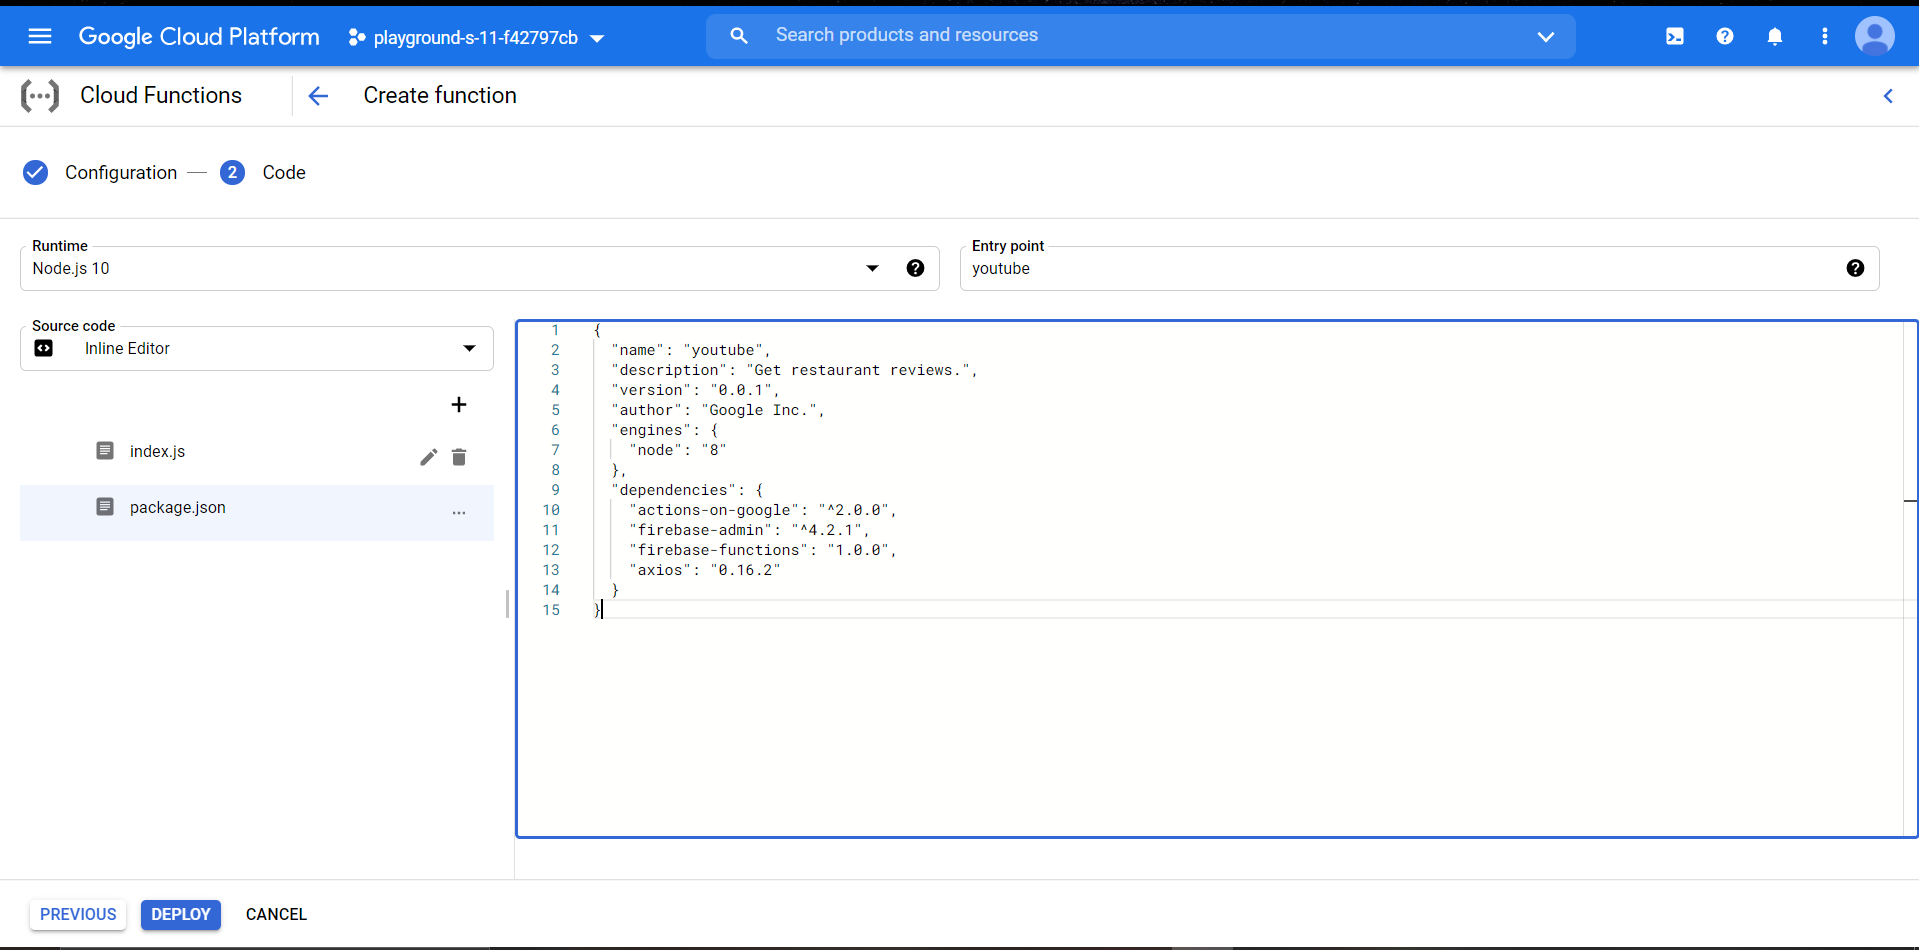 Google Cloud Platform playground-s-11-f42797cb Search products and resources
Cloud Functions Create function
Configuration 2 Code
Runtime
Node.js 10
Entry point
youtube
Source code
Inline Editor
index.js
package.json
1 {
2 "name": "youtube",
3 "description": "Get restaurant reviews.",
4 "version": "0.0.1",
5 "author": "Google Inc.",
6 "engines": {
7 "node": "8"
8 },
9 "dependencies": {
10 "actions-on-google": "^2.0.0",
11 "firebase-admin": "^4.2.1",
12 "firebase-functions": "1.0.0",
13 "axios": "0.16.2"
14 }
15 }
PREVIOUS DEPLOY CANCEL